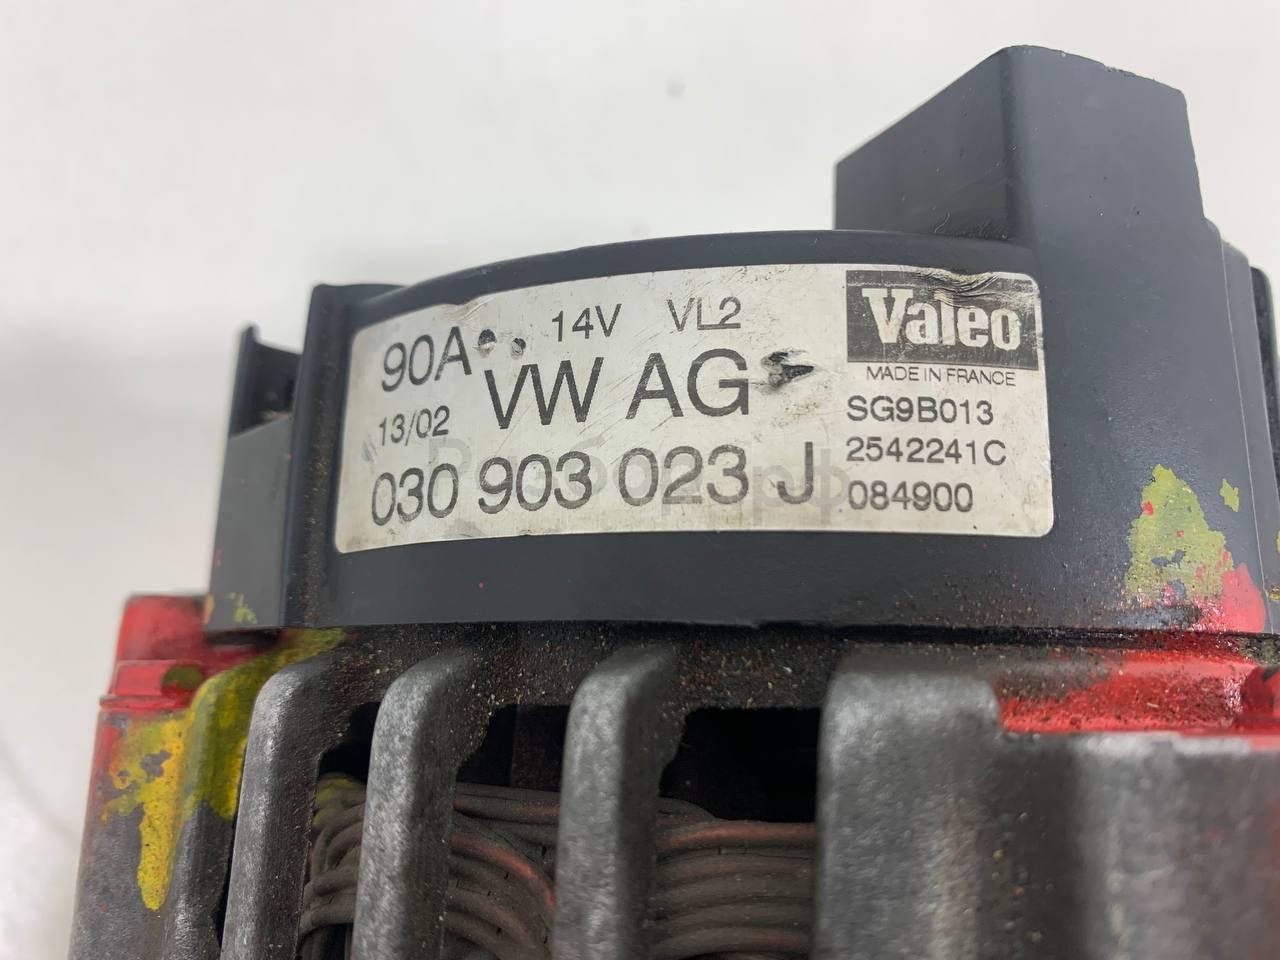 90A 14V VL2
VW AG
13/02
030 903 023 J
Valeo
MADE IN FRANCE
SG9B013
2542241C
084900